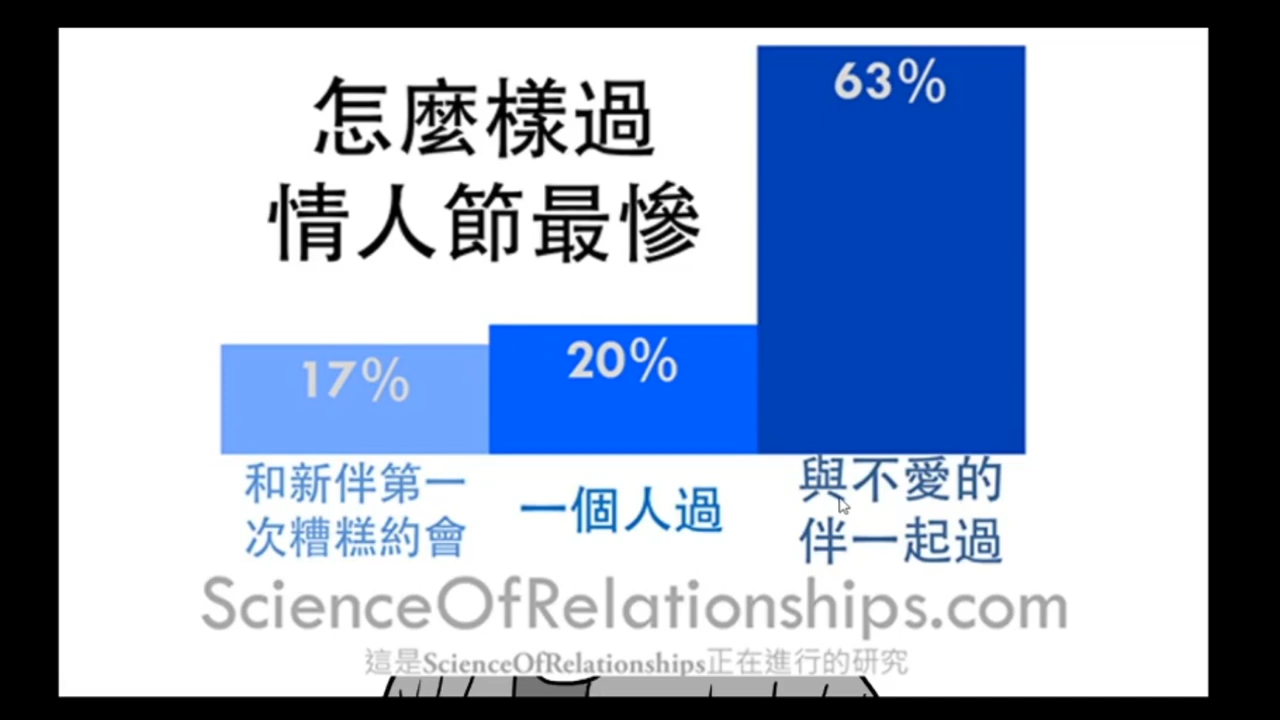 怎麼樣過
情人節最慘
63%
20%
17%
和新伴第一
次糟糕約會
一個人過
與不愛的
伴一起過
ScienceOfRelationships.com
這是ScienceOfRelationships正在進行的研究